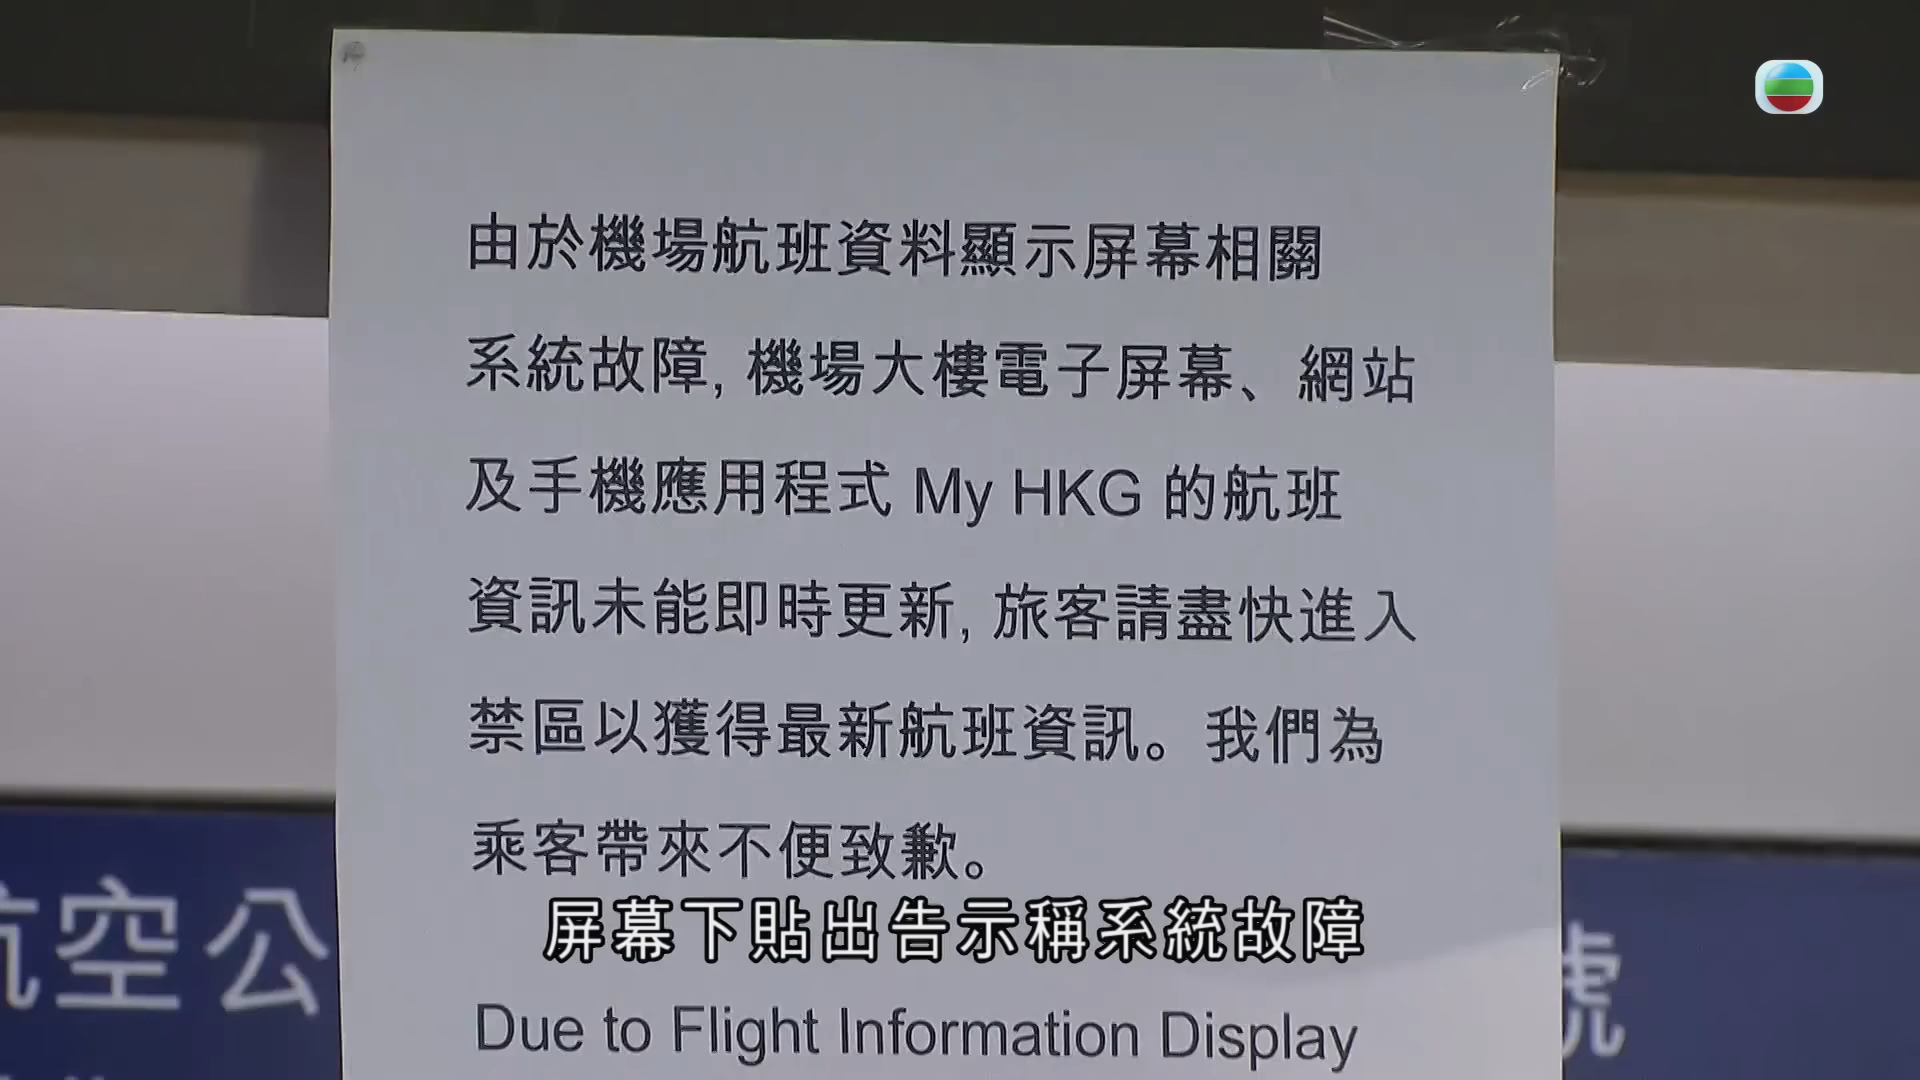 由於機場航班資料顯示屏幕相關
系統故障, 機場大樓電子屏幕、網站
及手機應用程式 My HKG 的航班
資訊未能即時更新, 旅客請盡快進入
禁區以獲得最新航班資訊。我們為
乘客帶來不便致歉。
屏幕下貼出告示稱系統故障
航空公
號
Due to Flight Information Display